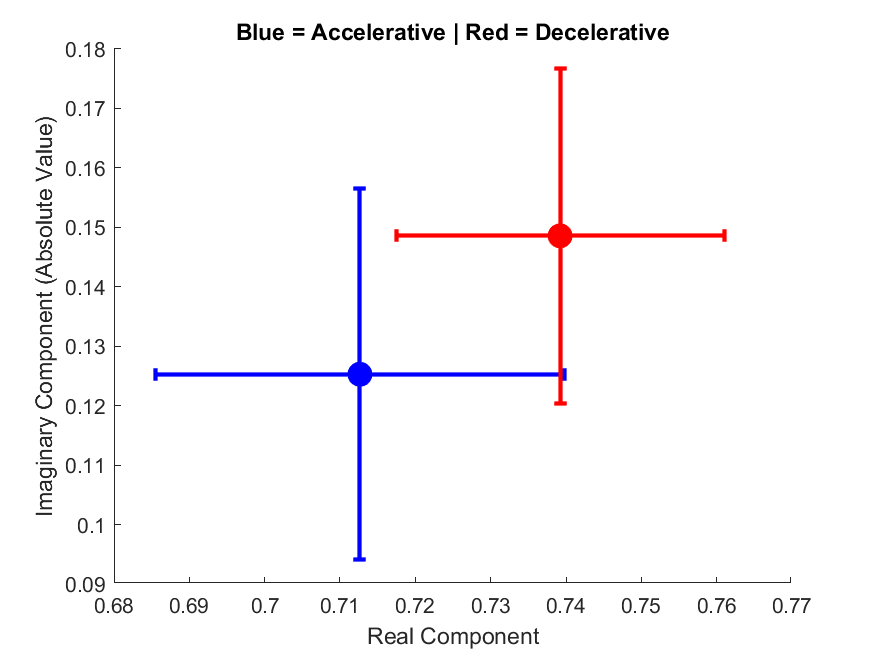 Blue = Accelerative | Red = Decelerative
Imaginary Component (Absolute Value)
0.18
0.17
0.16
0.15
0.14
0.13
0.12
0.11
0.1
0.09
0.68 0.69 0.7 0.71 0.72 0.73 0.74 0.75 0.76 0.77
Real Component